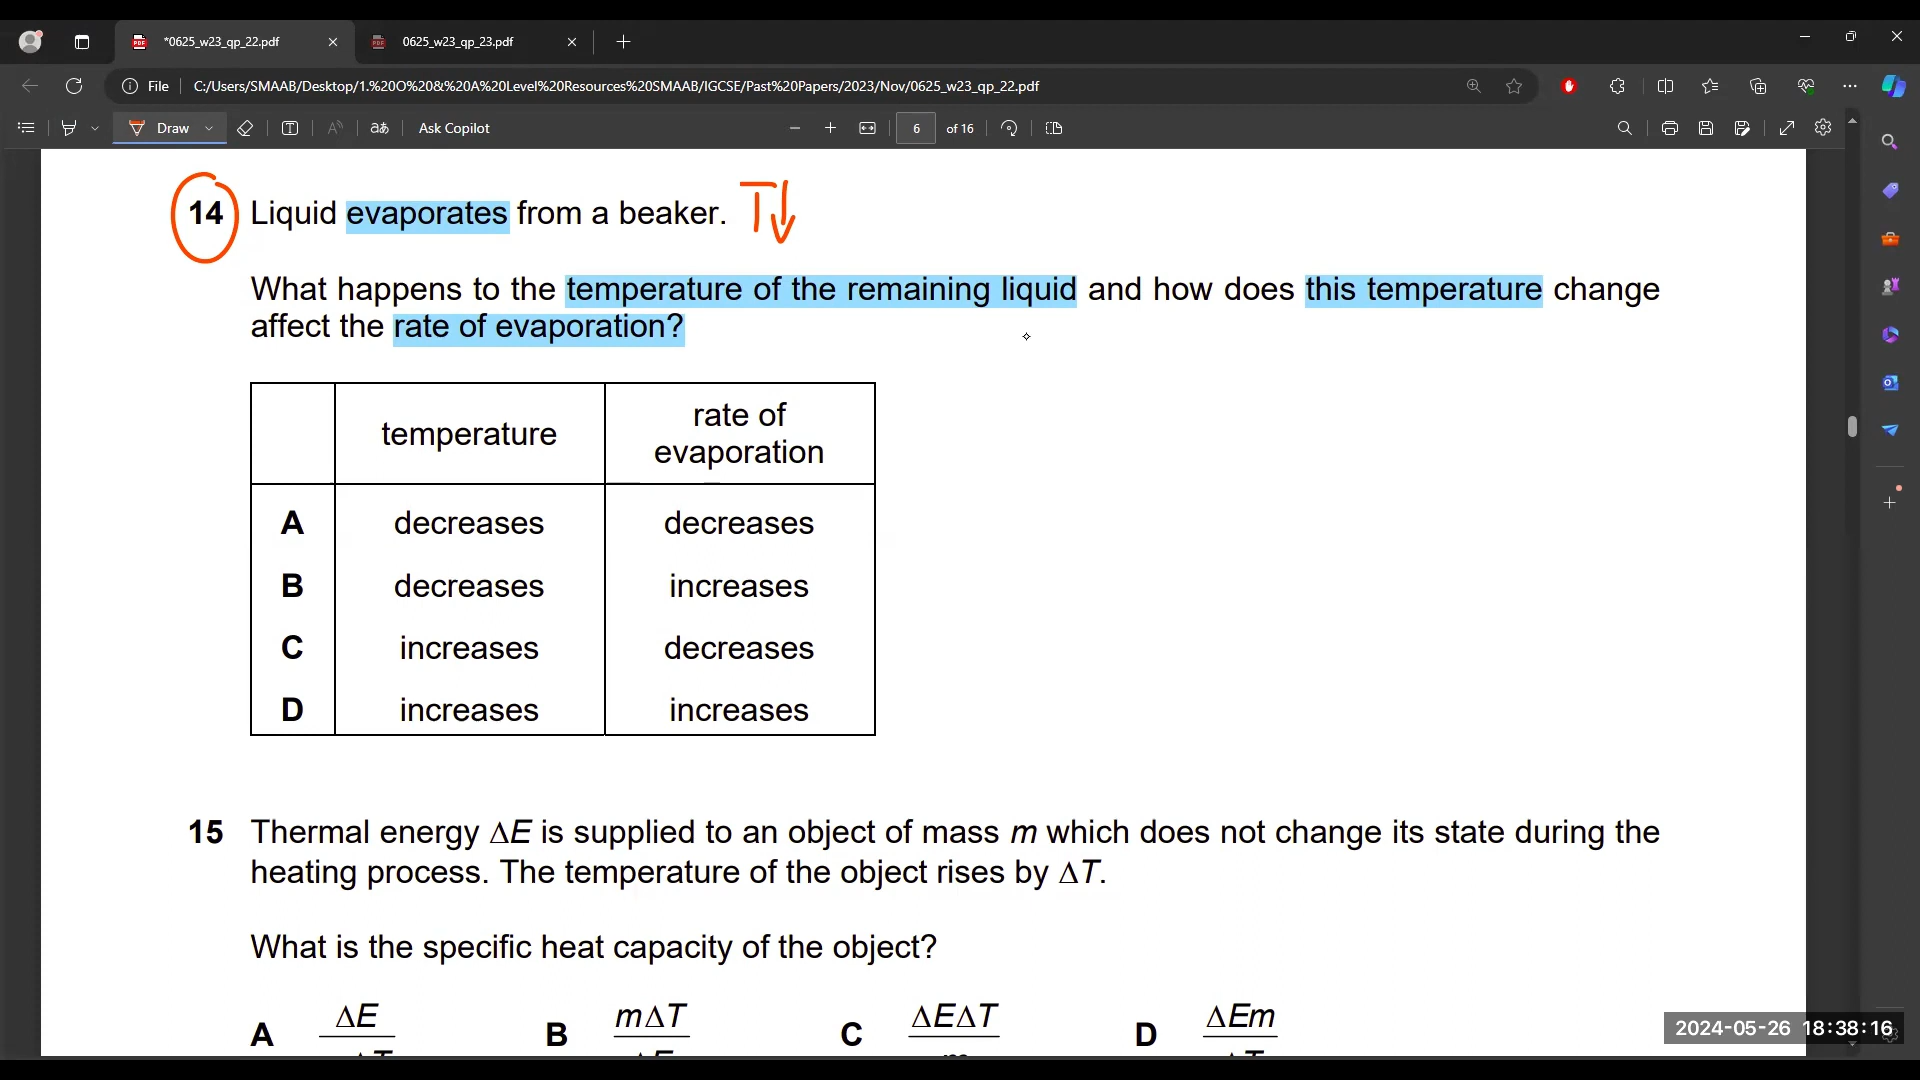 *0625_w23_qp_22.pdf
0625_w23_qp_23.pdf
File
C:/Users/SMAAB/Desktop/1.%20O%20&%20A%20Level%20Resources%20SMAAB/IGCSE/Past%20Papers/2023/Nov/0625_w23_qp_22.pdf
Draw
Ask Copilot
6
of 16
14 Liquid evaporates from a beaker. T↓
What happens to the temperature of the remaining liquid and how does this temperature change
affect the rate of evaporation?
temperature
rate of
evaporation
A decreases decreases
B decreases increases
C increases decreases
D increases increases
15 Thermal energy ΔE is supplied to an object of mass m which does not change its state during the
heating process. The temperature of the object rises by ΔT.
What is the specific heat capacity of the object?
A ΔE B mΔT C ΔEΔT D ΔEm
2024-05-26 18:38:16